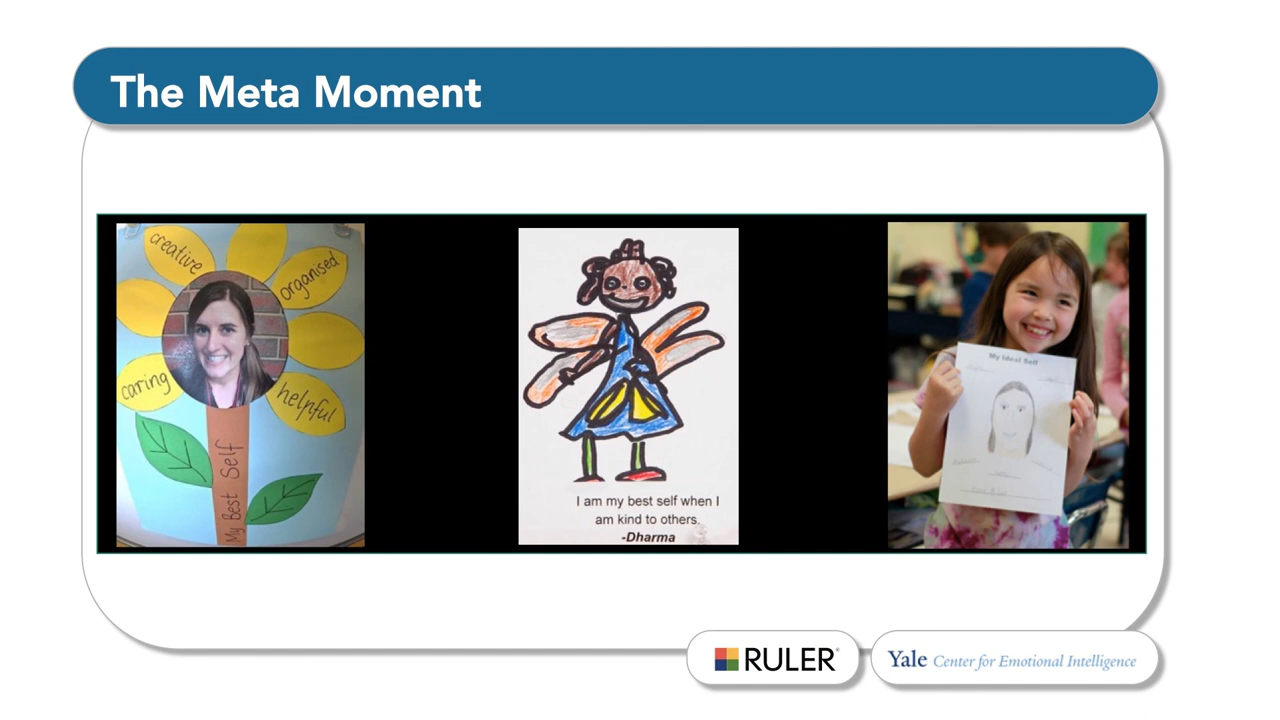 The Meta Moment
creative
organised
caring
helpful
My Best Self
I am my best self when I
am kind to others.
-Dharma
My Ideal Self
RULER
Yale Center for Emotional Intelligence